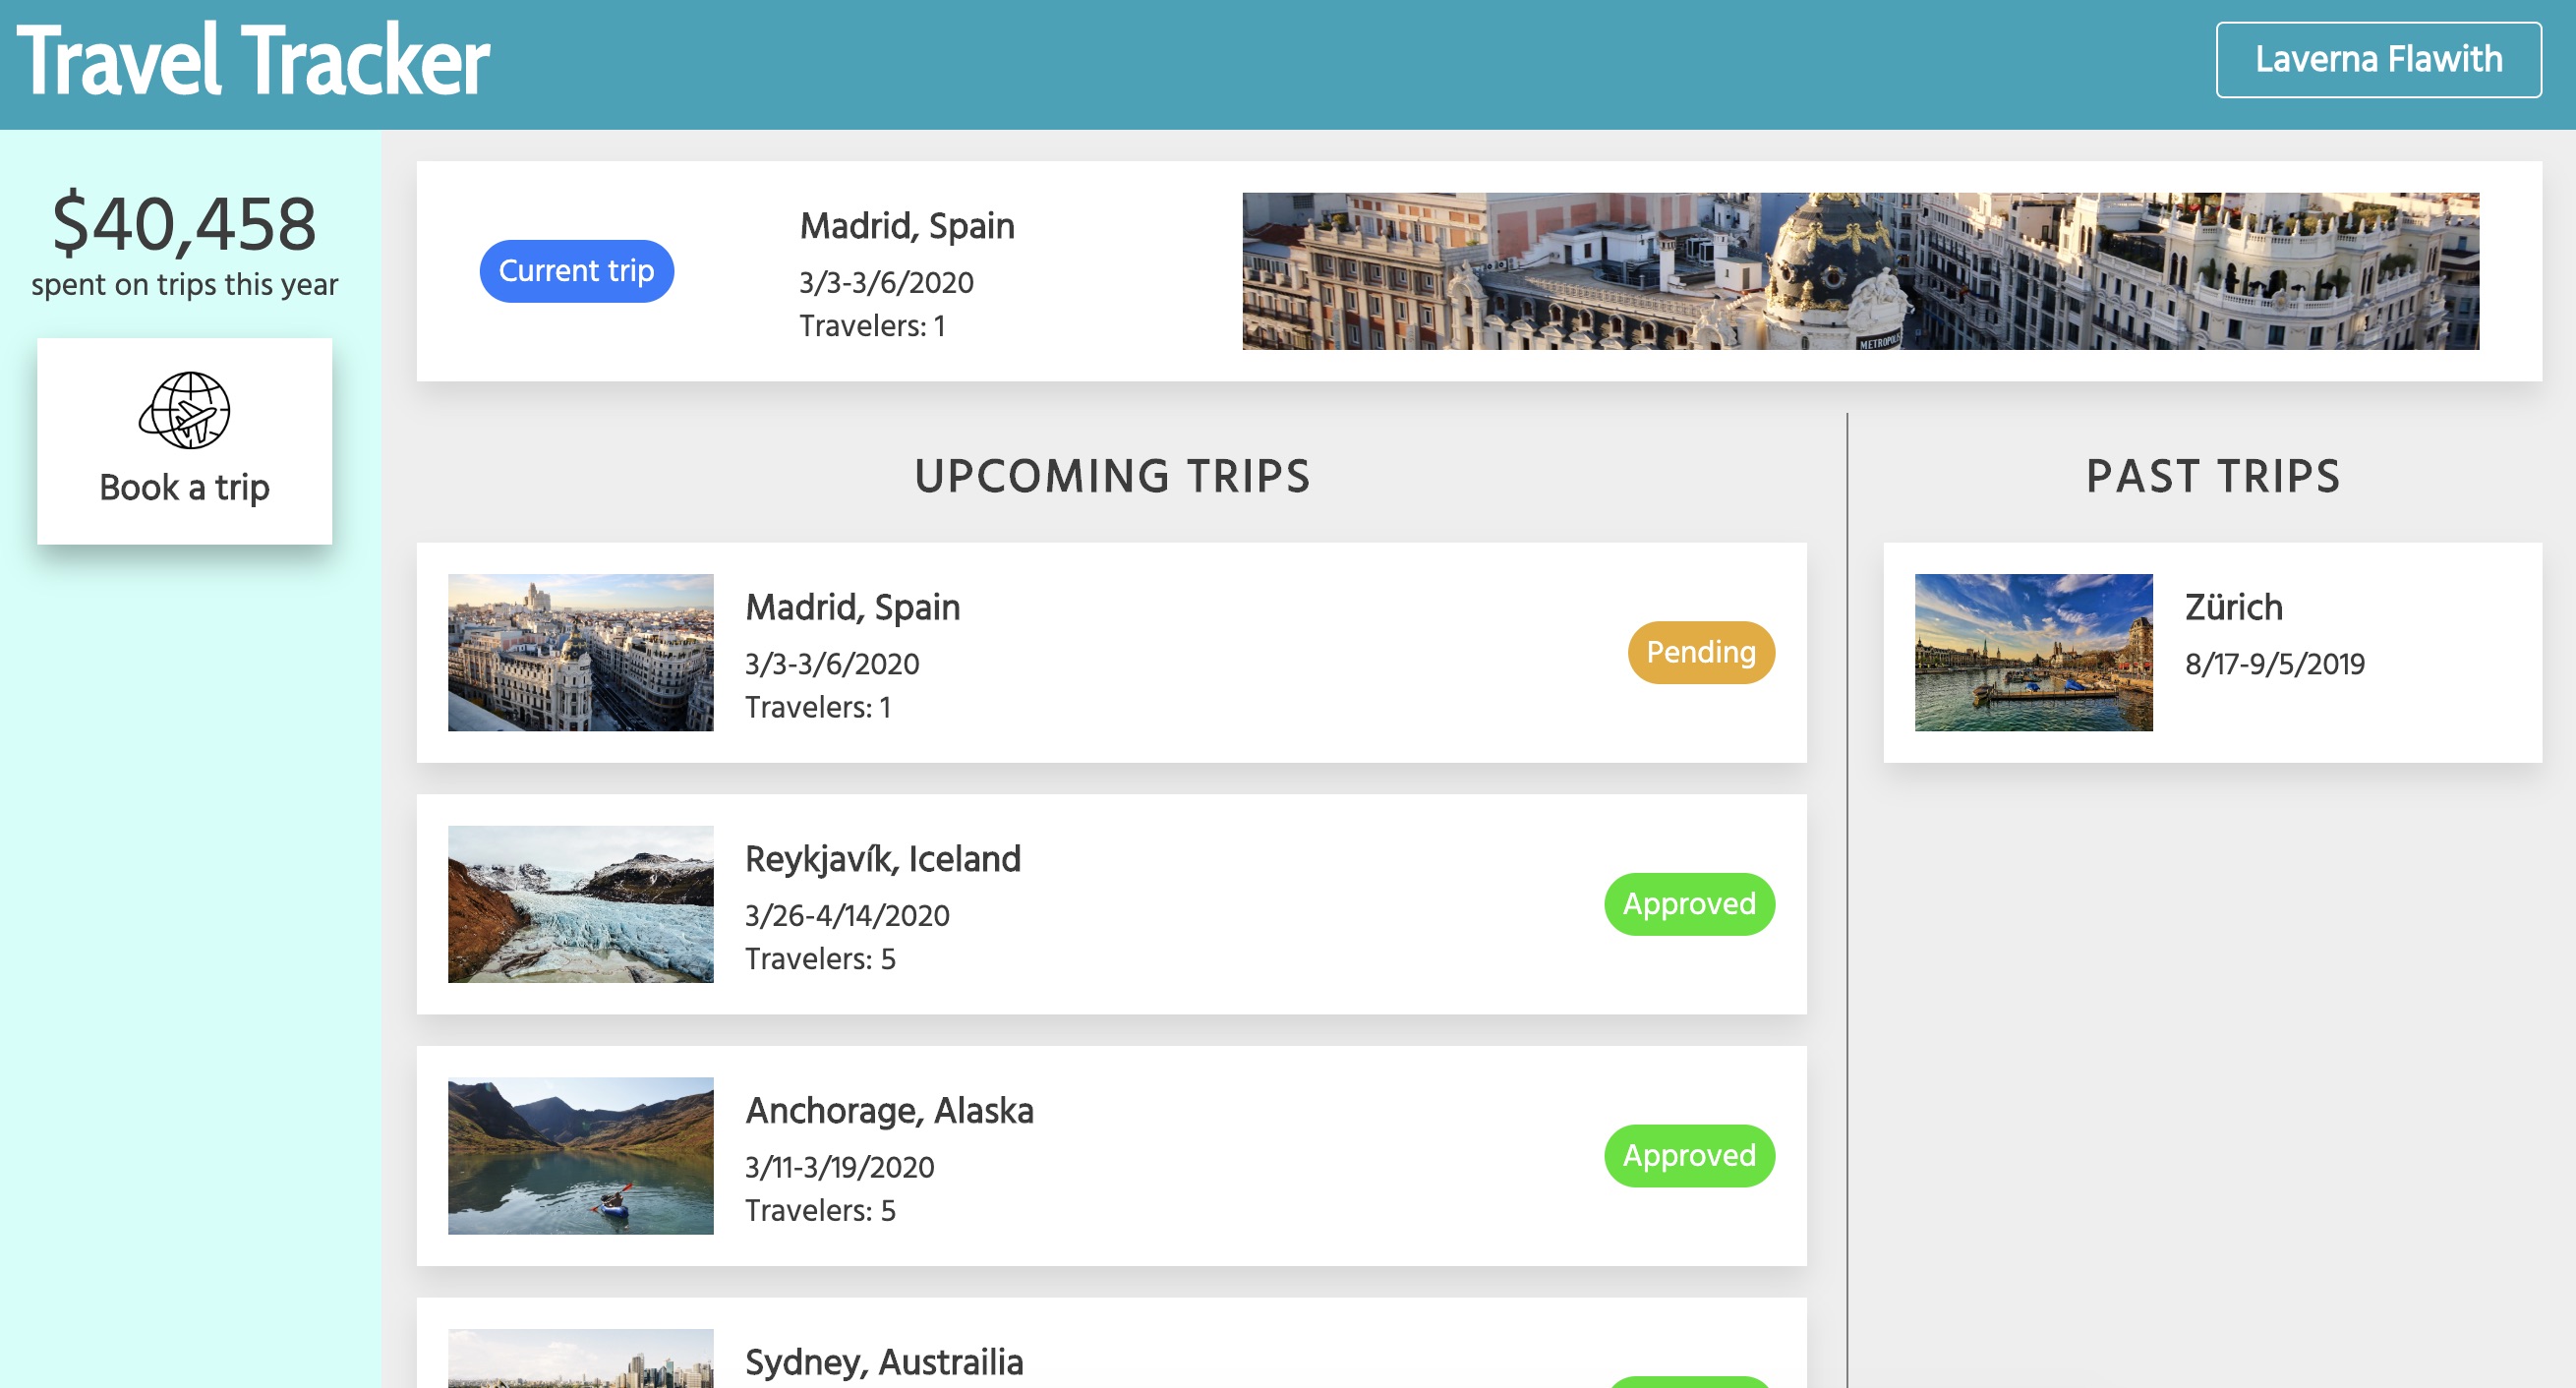 Travel Tracker
Laverna Flawith
$40,458
spent on trips this year
Book a trip
Current trip
Madrid, Spain
3/3-3/6/2020
Travelers: 1
METROPOLIS
UPCOMING TRIPS
Madrid, Spain
3/3-3/6/2020
Travelers: 1
Pending
Reykjavík, Iceland
3/26-4/14/2020
Travelers: 5
Approved
Anchorage, Alaska
3/11-3/19/2020
Travelers: 5
Approved
Sydney, Austrailia
PAST TRIPS
Zürich
8/17-9/5/2019